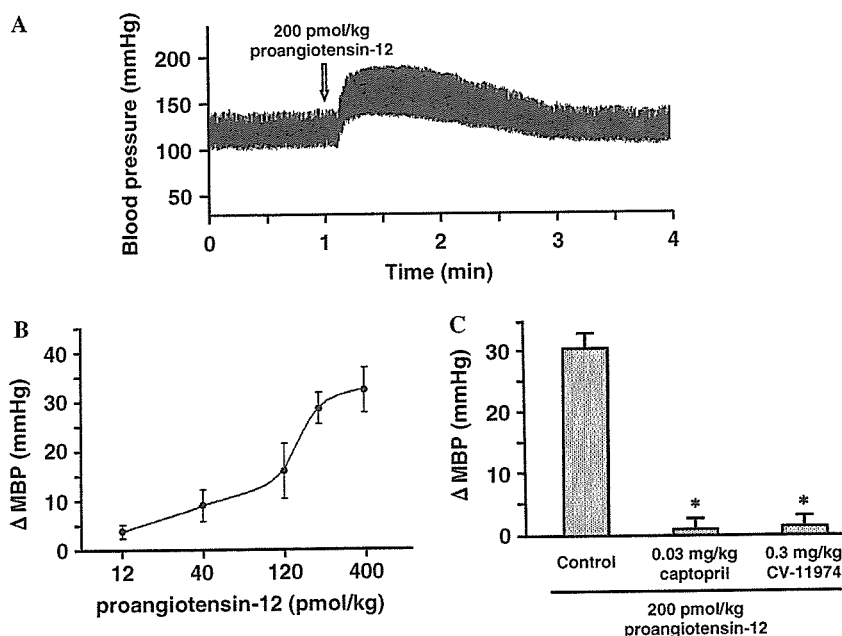 A
200 pmol/kg
proangiotensin-12
Blood pressure (mmHg)
200
150
100
50
0
1
2
3
4
Time (min)
B
Δ MBP (mmHg)
40
30
20
10
0
12
40
120
400
proangiotensin-12 (pmol/kg)
C
Δ MBP (mmHg)
30
20
10
0
*
*
Control
0.03 mg/kg
captopril
0.3 mg/kg
CV-11974
200 pmol/kg
proangiotensin-12